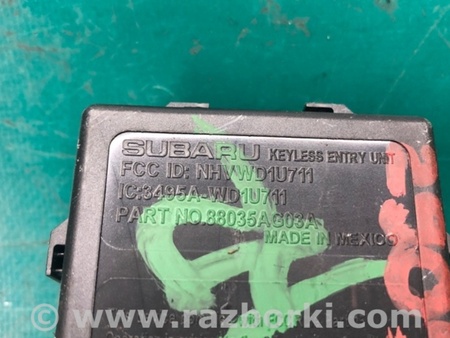 SUBARU KEYLESS ENTRY UNIT
FCC ID: NHVWD1U711
IC:3495A-WD1U711
PART NO.88035AG03A
MADE IN MEXICO
www.razborki.com